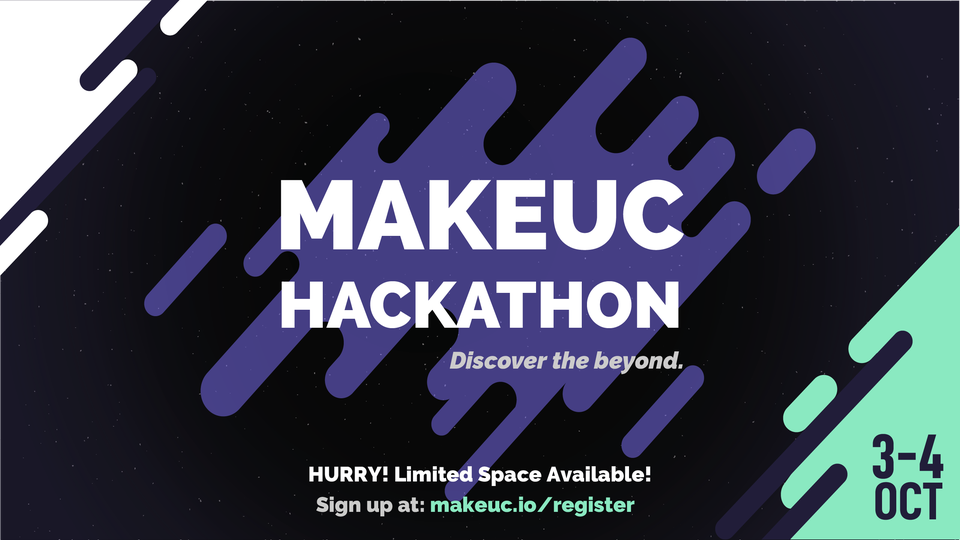 MAKEUC
HACKATHON
Discover the beyond.
HURRY! Limited Space Available!
Sign up at: makeuc.io/register
3-4
OCT